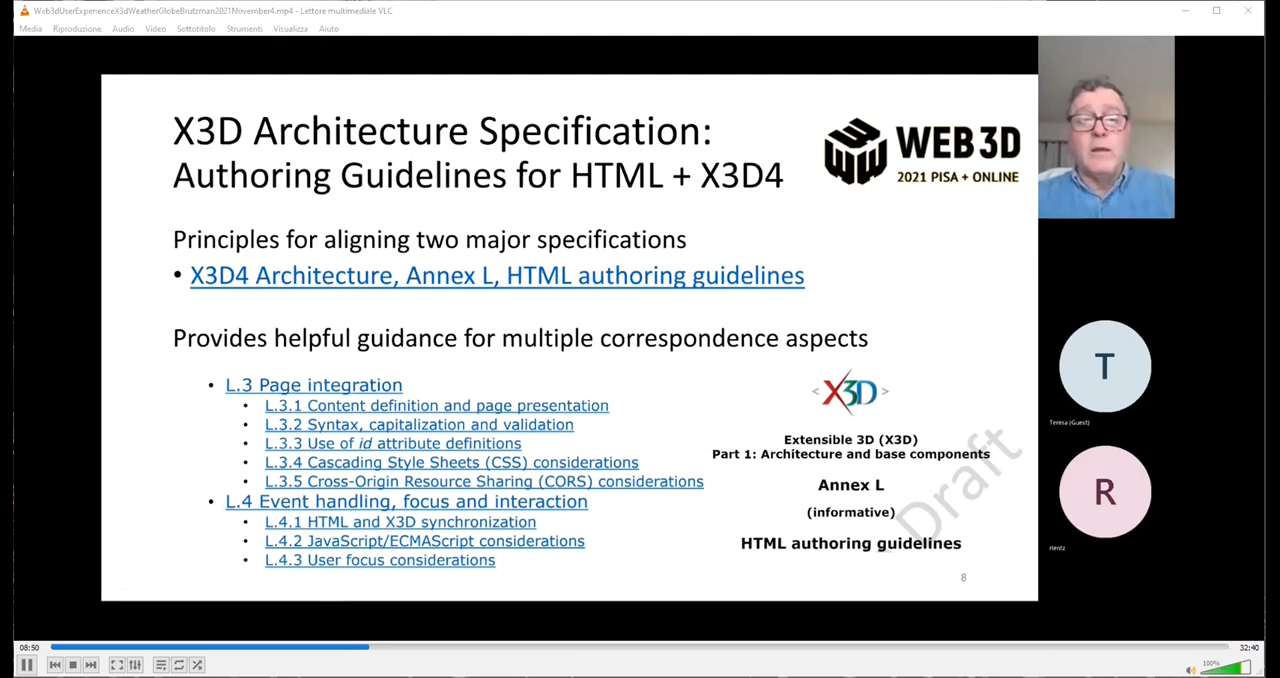 Web3dUserExperienceX3dWeatherGlobeBrutzman2021November4.mp4 - Lettore multimediale VLC
Media Riproduzione Audio Video Sottotitolo Strumenti Visualizza Aiuto
X3D Architecture Specification:
Authoring Guidelines for HTML + X3D4
WEB 3D
2021 PISA + ONLINE
Principles for aligning two major specifications
• X3D4 Architecture, Annex L, HTML authoring guidelines
Provides helpful guidance for multiple correspondence aspects
• L.3 Page integration
• L.3.1 Content definition and page presentation
• L.3.2 Syntax, capitalization and validation
• L.3.3 Use of id attribute definitions
• L.3.4 Cascading Style Sheets (CSS) considerations
• L.3.5 Cross-Origin Resource Sharing (CORS) considerations
• L.4 Event handling, focus and interaction
• L.4.1 HTML and X3D synchronization
• L.4.2 JavaScript/ECMAScript considerations
• L.4.3 User focus considerations
<X3D>
Extensible 3D (X3D)
Part 1: Architecture and base components
Annex L
(informative)
HTML authoring guidelines
Draft
8
T
Teresa (Guest)
R
rientz
08:50
32:40
100%